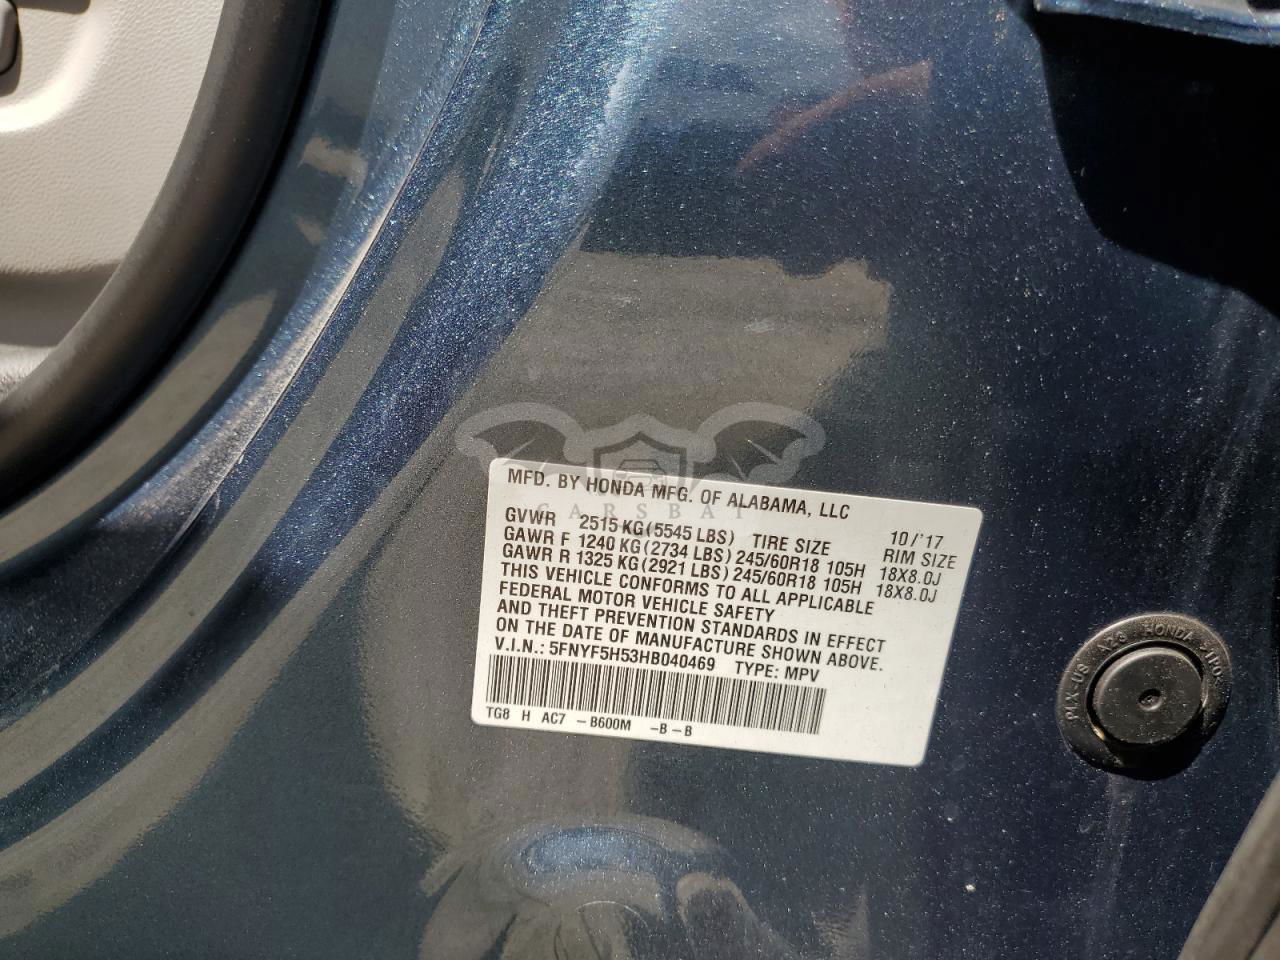 MFD. BY HONDA MFG. OF ALABAMA, LLC 10/'17
GVWR 2515 KG(5545 LBS) TIRE SIZE RIM SIZE
GAWR F 1240 KG(2734 LBS)245/60R18 105H 18X8.0J
GAWR R 1325 KG(2921 LBS)245/60R18 105H 18X8.0J
THIS VEHICLE CONFORMS TO ALL APPLICABLE
FEDERAL MOTOR VEHICLE SAFETY
AND THEFT PREVENTION STANDARDS IN EFFECT
ON THE DATE OF MANUFACTURE SHOWN ABOVE.
V.I.N.: 5FNYF5H53HB040469 TYPE: MPV
TG8 H AC7 -B600M -B-B
CARSBAT
HONDA